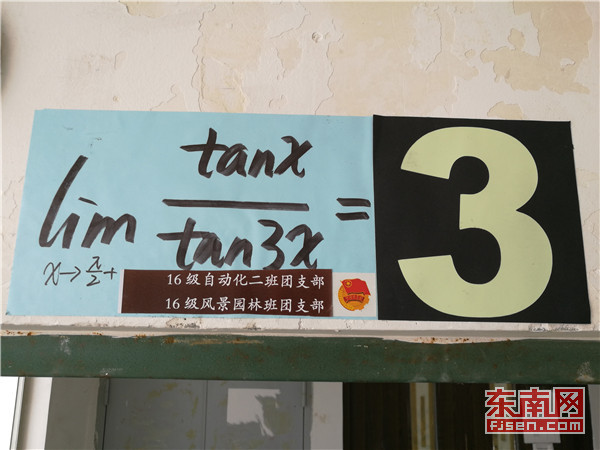 lim x→π/2+ tanx/tan3x = 3
16级自动化二班团支部
16级风景园林班团支部
东南网
fjsen.com